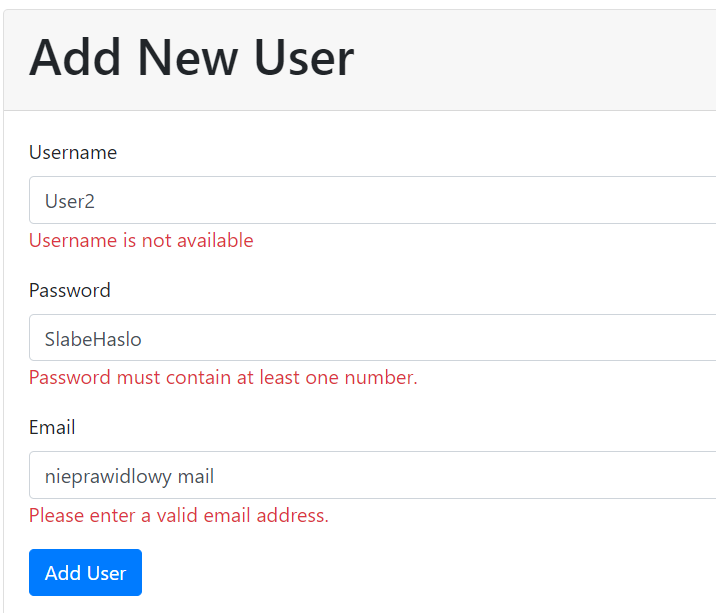 Add New User
Username
User2
Username is not available
Password
SlabeHaslo
Password must contain at least one number.
Email
nieprawidlowy mail
Please enter a valid email address.
Add User